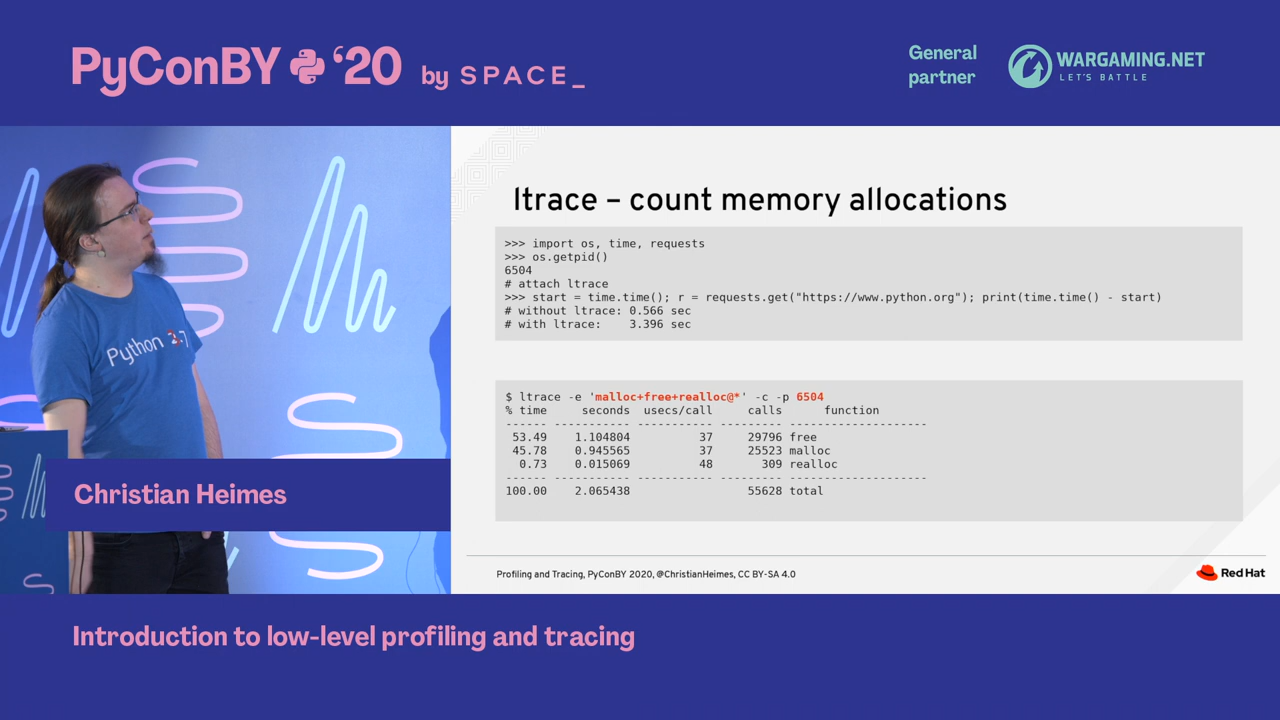 PyConBY '20 by SPACE_
General
partner
WARGAMING.NET
LET'S BATTLE
ltrace – count memory allocations
>>> import os, time, requests
>>> os.getpid()
6504
# attach ltrace
>>> start = time.time(); r = requests.get("https://www.python.org"); print(time.time() - start)
# without ltrace: 0.566 sec
# with ltrace:    3.396 sec
$ ltrace -e 'malloc+free+realloc@*' -c -p 6504
% time     seconds  usecs/call     calls      function
------ ----------- ----------- --------- --------------------
 53.49    1.104804          37     29796 free
 45.78    0.945565          37     25523 malloc
  0.73    0.015069          48       309 realloc
------ ----------- ----------- --------- --------------------
100.00    2.065438                 55628 total
Python 2.7
Christian Heimes
Profiling and Tracing, PyConBY 2020, @ChristianHeimes, CC BY-SA 4.0
Red Hat
Introduction to low-level profiling and tracing